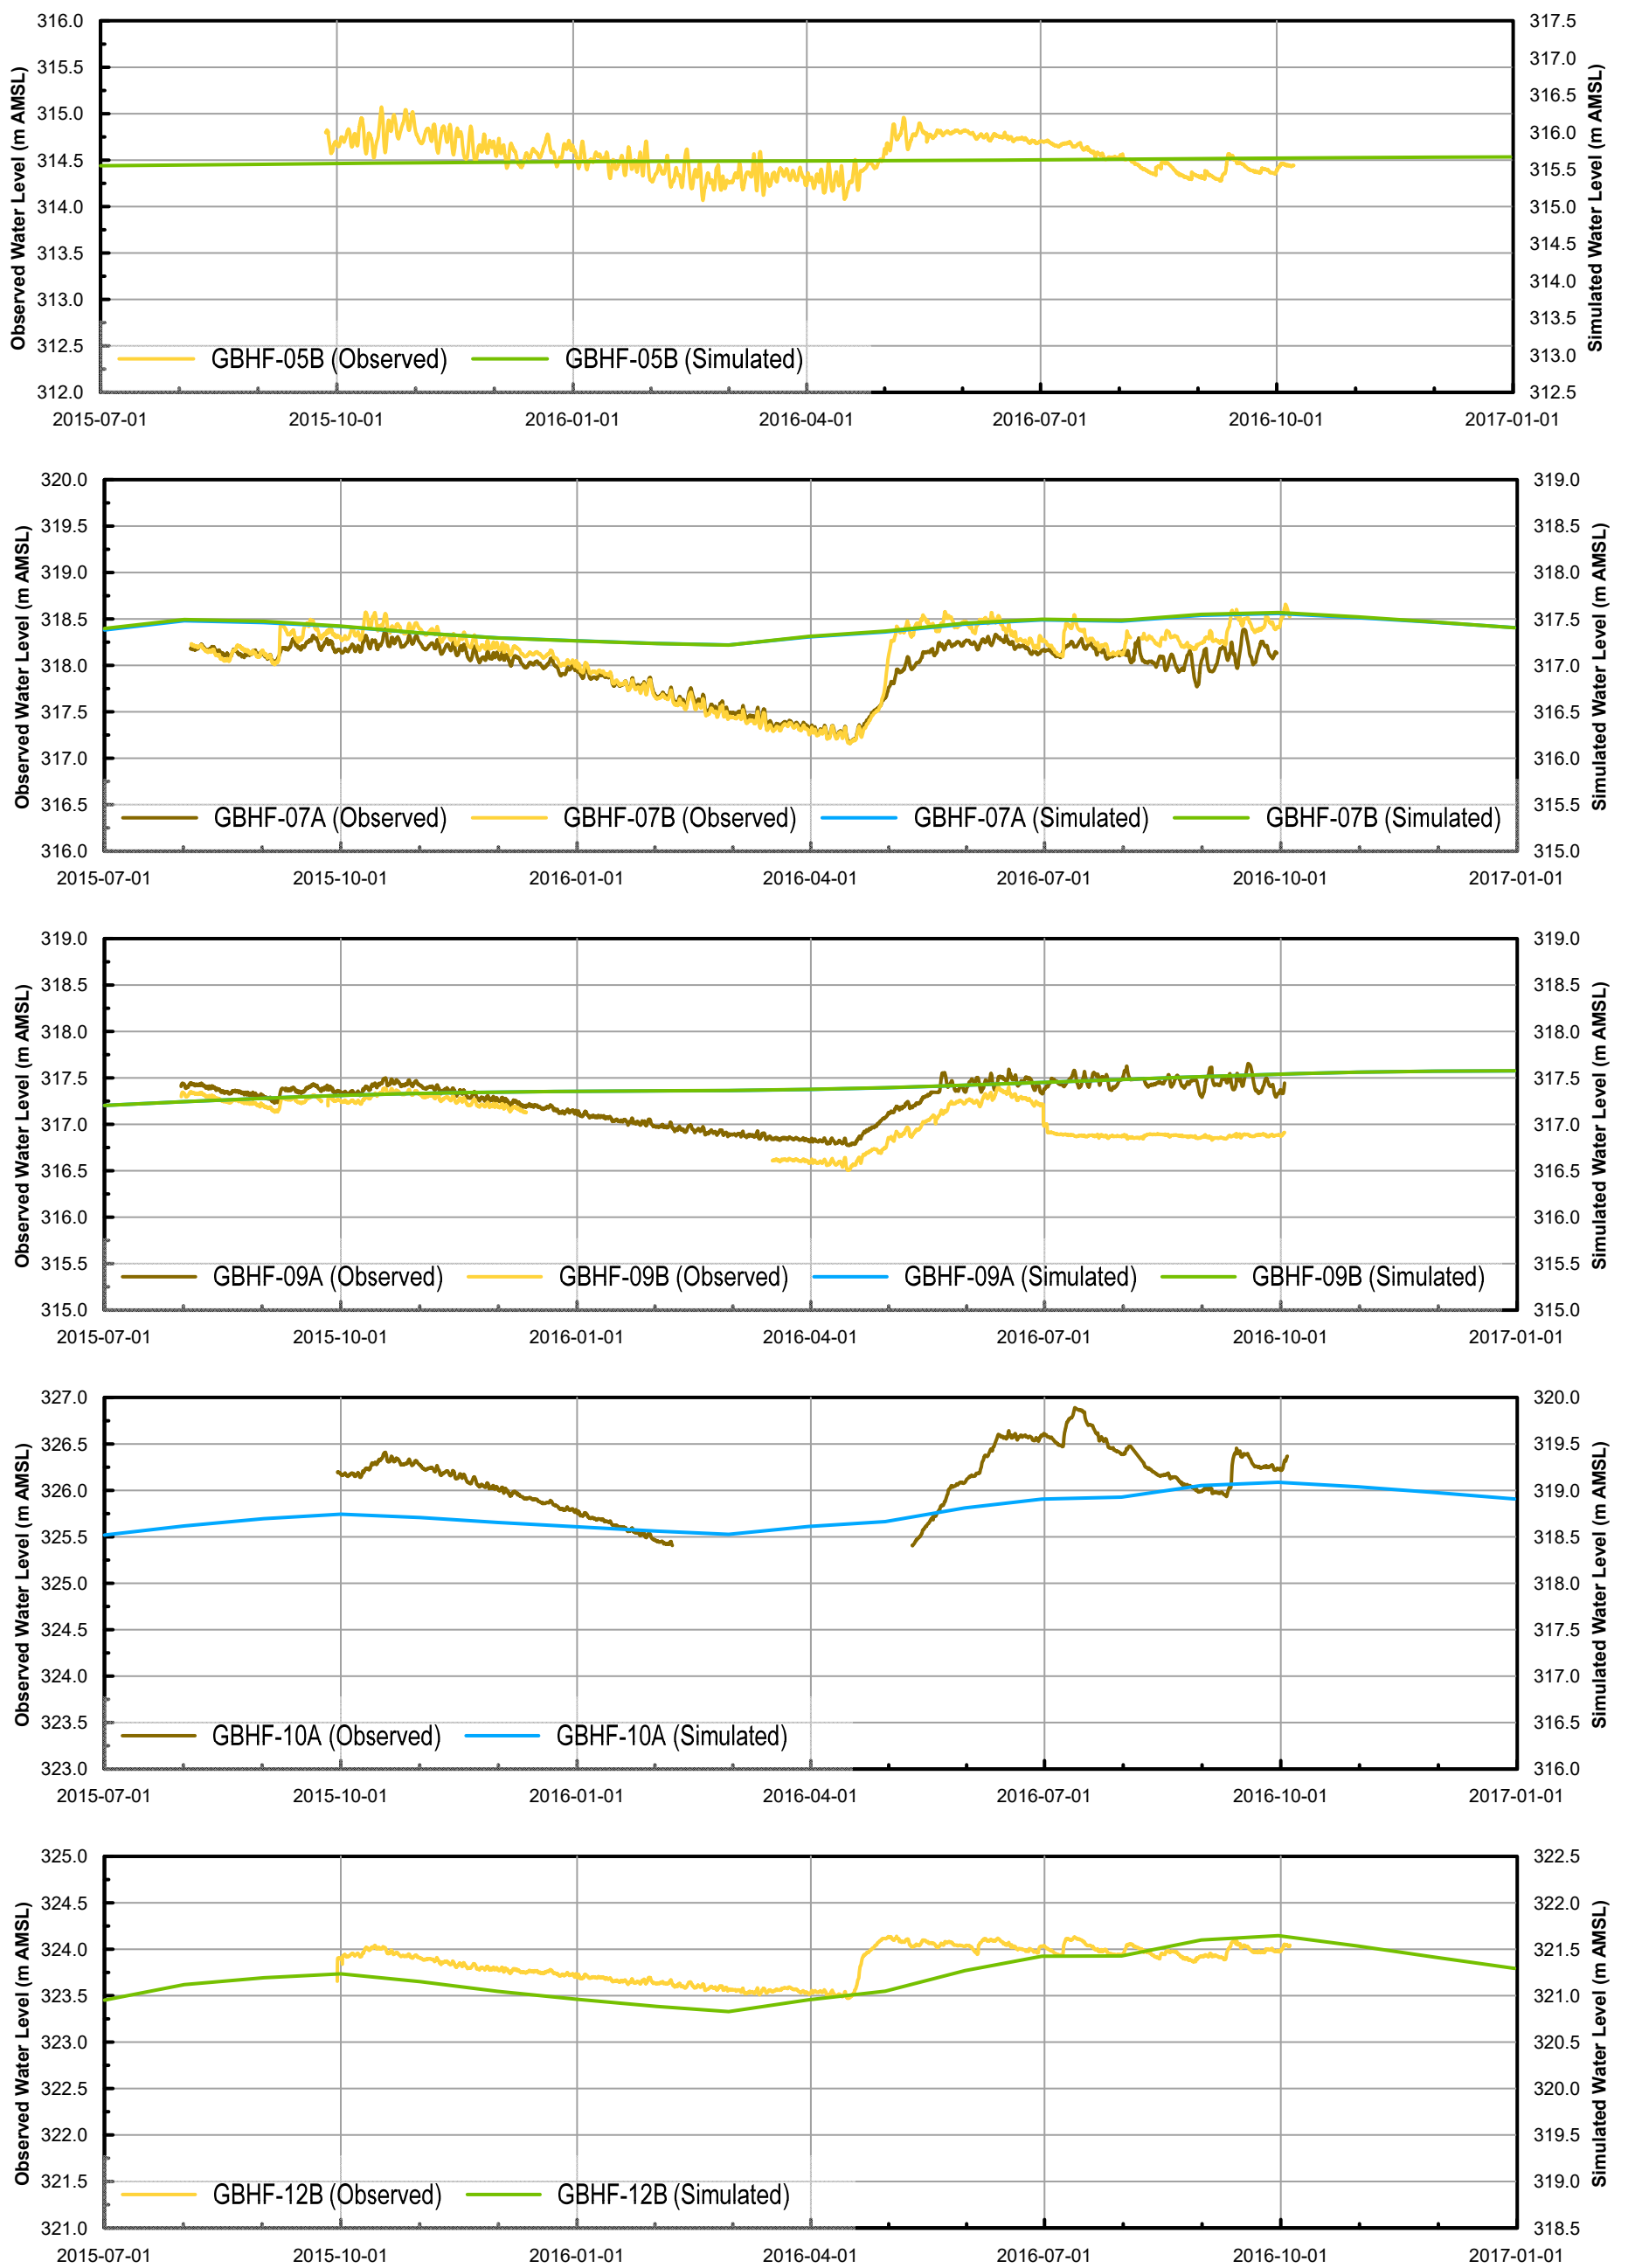 316.0 317.5
315.5 317.0
315.0 316.5
314.5 316.0
314.0 315.5
313.5 315.0
313.0 314.5
312.5 314.0
312.0 313.5
313.0
312.5
Observed Water Level (m AMSL)
Simulated Water Level (m AMSL)
GBHF-05B (Observed) GBHF-05B (Simulated)
2015-07-01 2015-10-01 2016-01-01 2016-04-01 2016-07-01 2016-10-01 2017-01-01
320.0 319.0
319.5 318.5
319.0 318.0
318.5 317.5
318.0 317.0
317.5 316.5
317.0 316.0
316.5 315.5
316.0 315.0
Observed Water Level (m AMSL)
Simulated Water Level (m AMSL)
GBHF-07A (Observed) GBHF-07B (Observed) GBHF-07A (Simulated) GBHF-07B (Simulated)
2015-07-01 2015-10-01 2016-01-01 2016-04-01 2016-07-01 2016-10-01 2017-01-01
319.0 319.0
318.5 318.5
318.0 318.0
317.5 317.5
317.0 317.0
316.5 316.5
316.0 316.0
315.5 315.5
315.0 315.0
Observed Water Level (m AMSL)
Simulated Water Level (m AMSL)
GBHF-09A (Observed) GBHF-09B (Observed) GBHF-09A (Simulated) GBHF-09B (Simulated)
2015-07-01 2015-10-01 2016-01-01 2016-04-01 2016-07-01 2016-10-01 2017-01-01
327.0 320.0
326.5 319.5
326.0 319.0
325.5 318.5
325.0 318.0
324.5 317.5
324.0 317.0
323.5 316.5
323.0 316.0
Observed Water Level (m AMSL)
Simulated Water Level (m AMSL)
GBHF-10A (Observed) GBHF-10A (Simulated)
2015-07-01 2015-10-01 2016-01-01 2016-04-01 2016-07-01 2016-10-01 2017-01-01
325.0 322.5
324.5 322.0
324.0 321.5
323.5 321.0
323.0 320.5
322.5 320.0
322.0 319.5
321.5 319.0
321.0 318.5
Observed Water Level (m AMSL)
Simulated Water Level (m AMSL)
GBHF-12B (Observed) GBHF-12B (Simulated)
2015-07-01 2015-10-01 2016-01-01 2016-04-01 2016-07-01 2016-10-01 2017-01-01